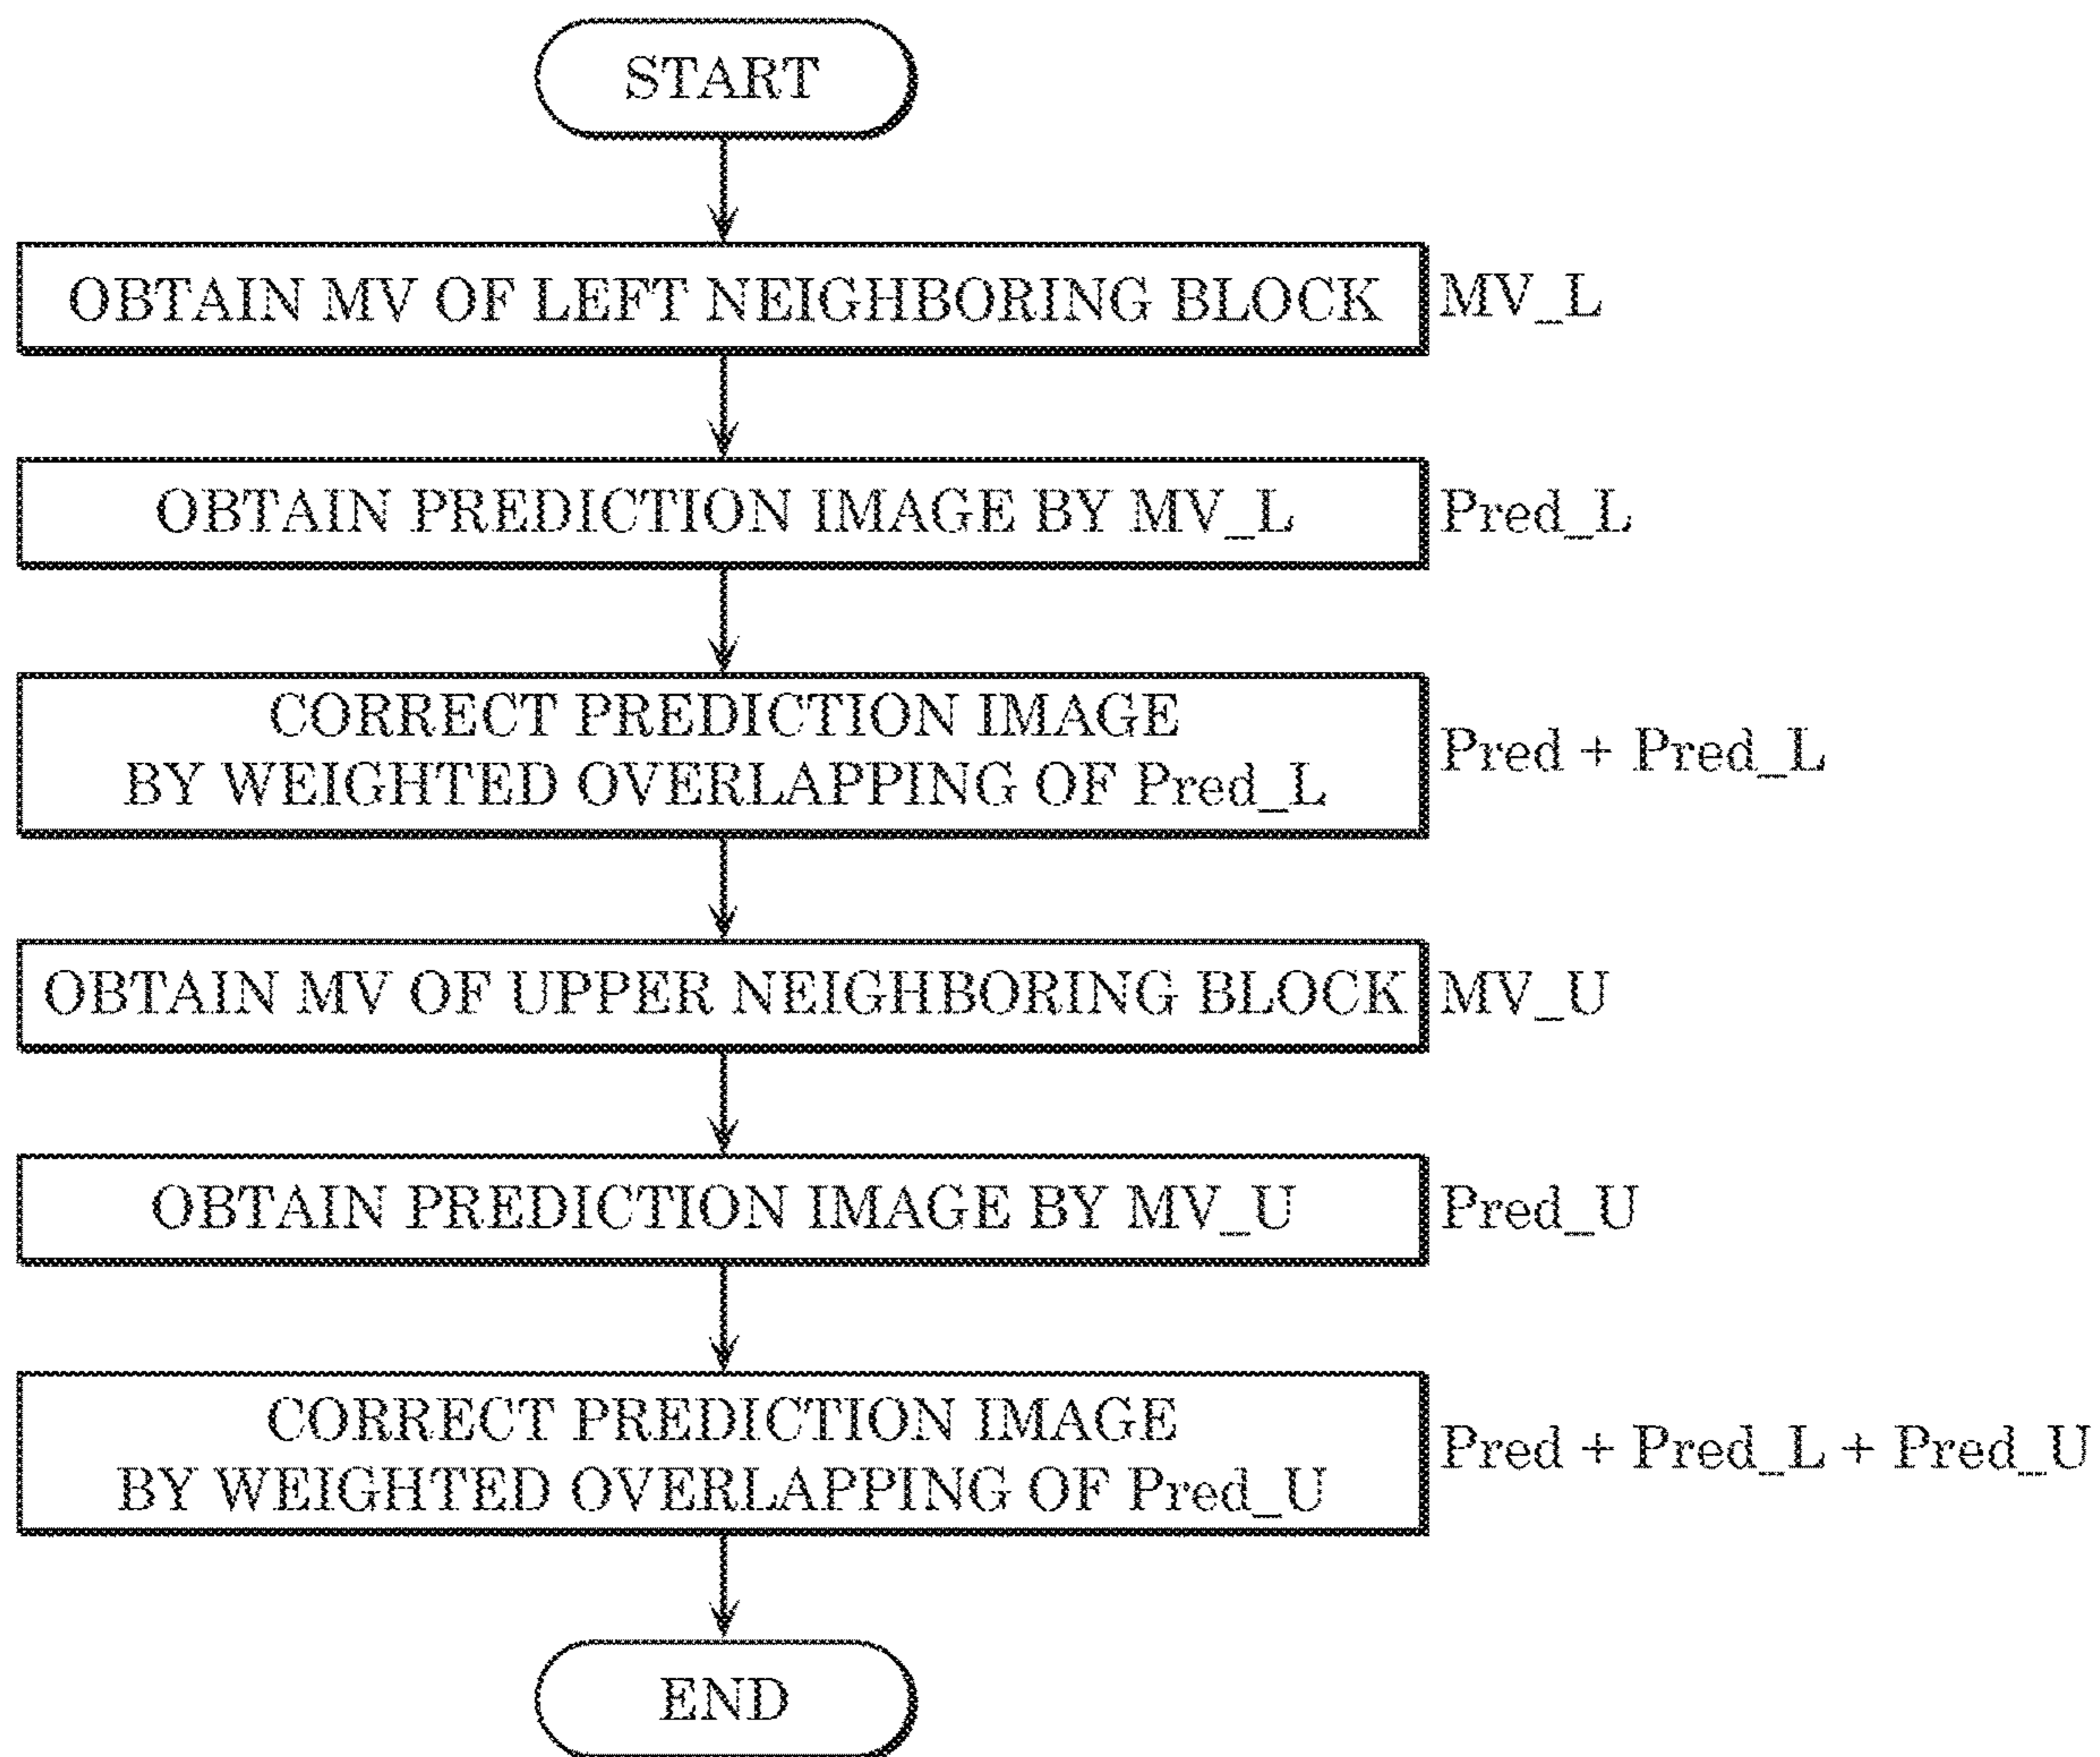 START
OBTAIN MV OF LEFT NEIGHBORING BLOCK
MV_L
OBTAIN PREDICTION IMAGE BY MV_L
Pred_L
CORRECT PREDICTION IMAGE
BY WEIGHTED OVERLAPPING OF Pred_L
Pred + Pred_L
OBTAIN MV OF UPPER NEIGHBORING BLOCK
MV_U
OBTAIN PREDICTION IMAGE BY MV_U
Pred_U
CORRECT PREDICTION IMAGE
BY WEIGHTED OVERLAPPING OF Pred_U
Pred + Pred_L + Pred_U
END